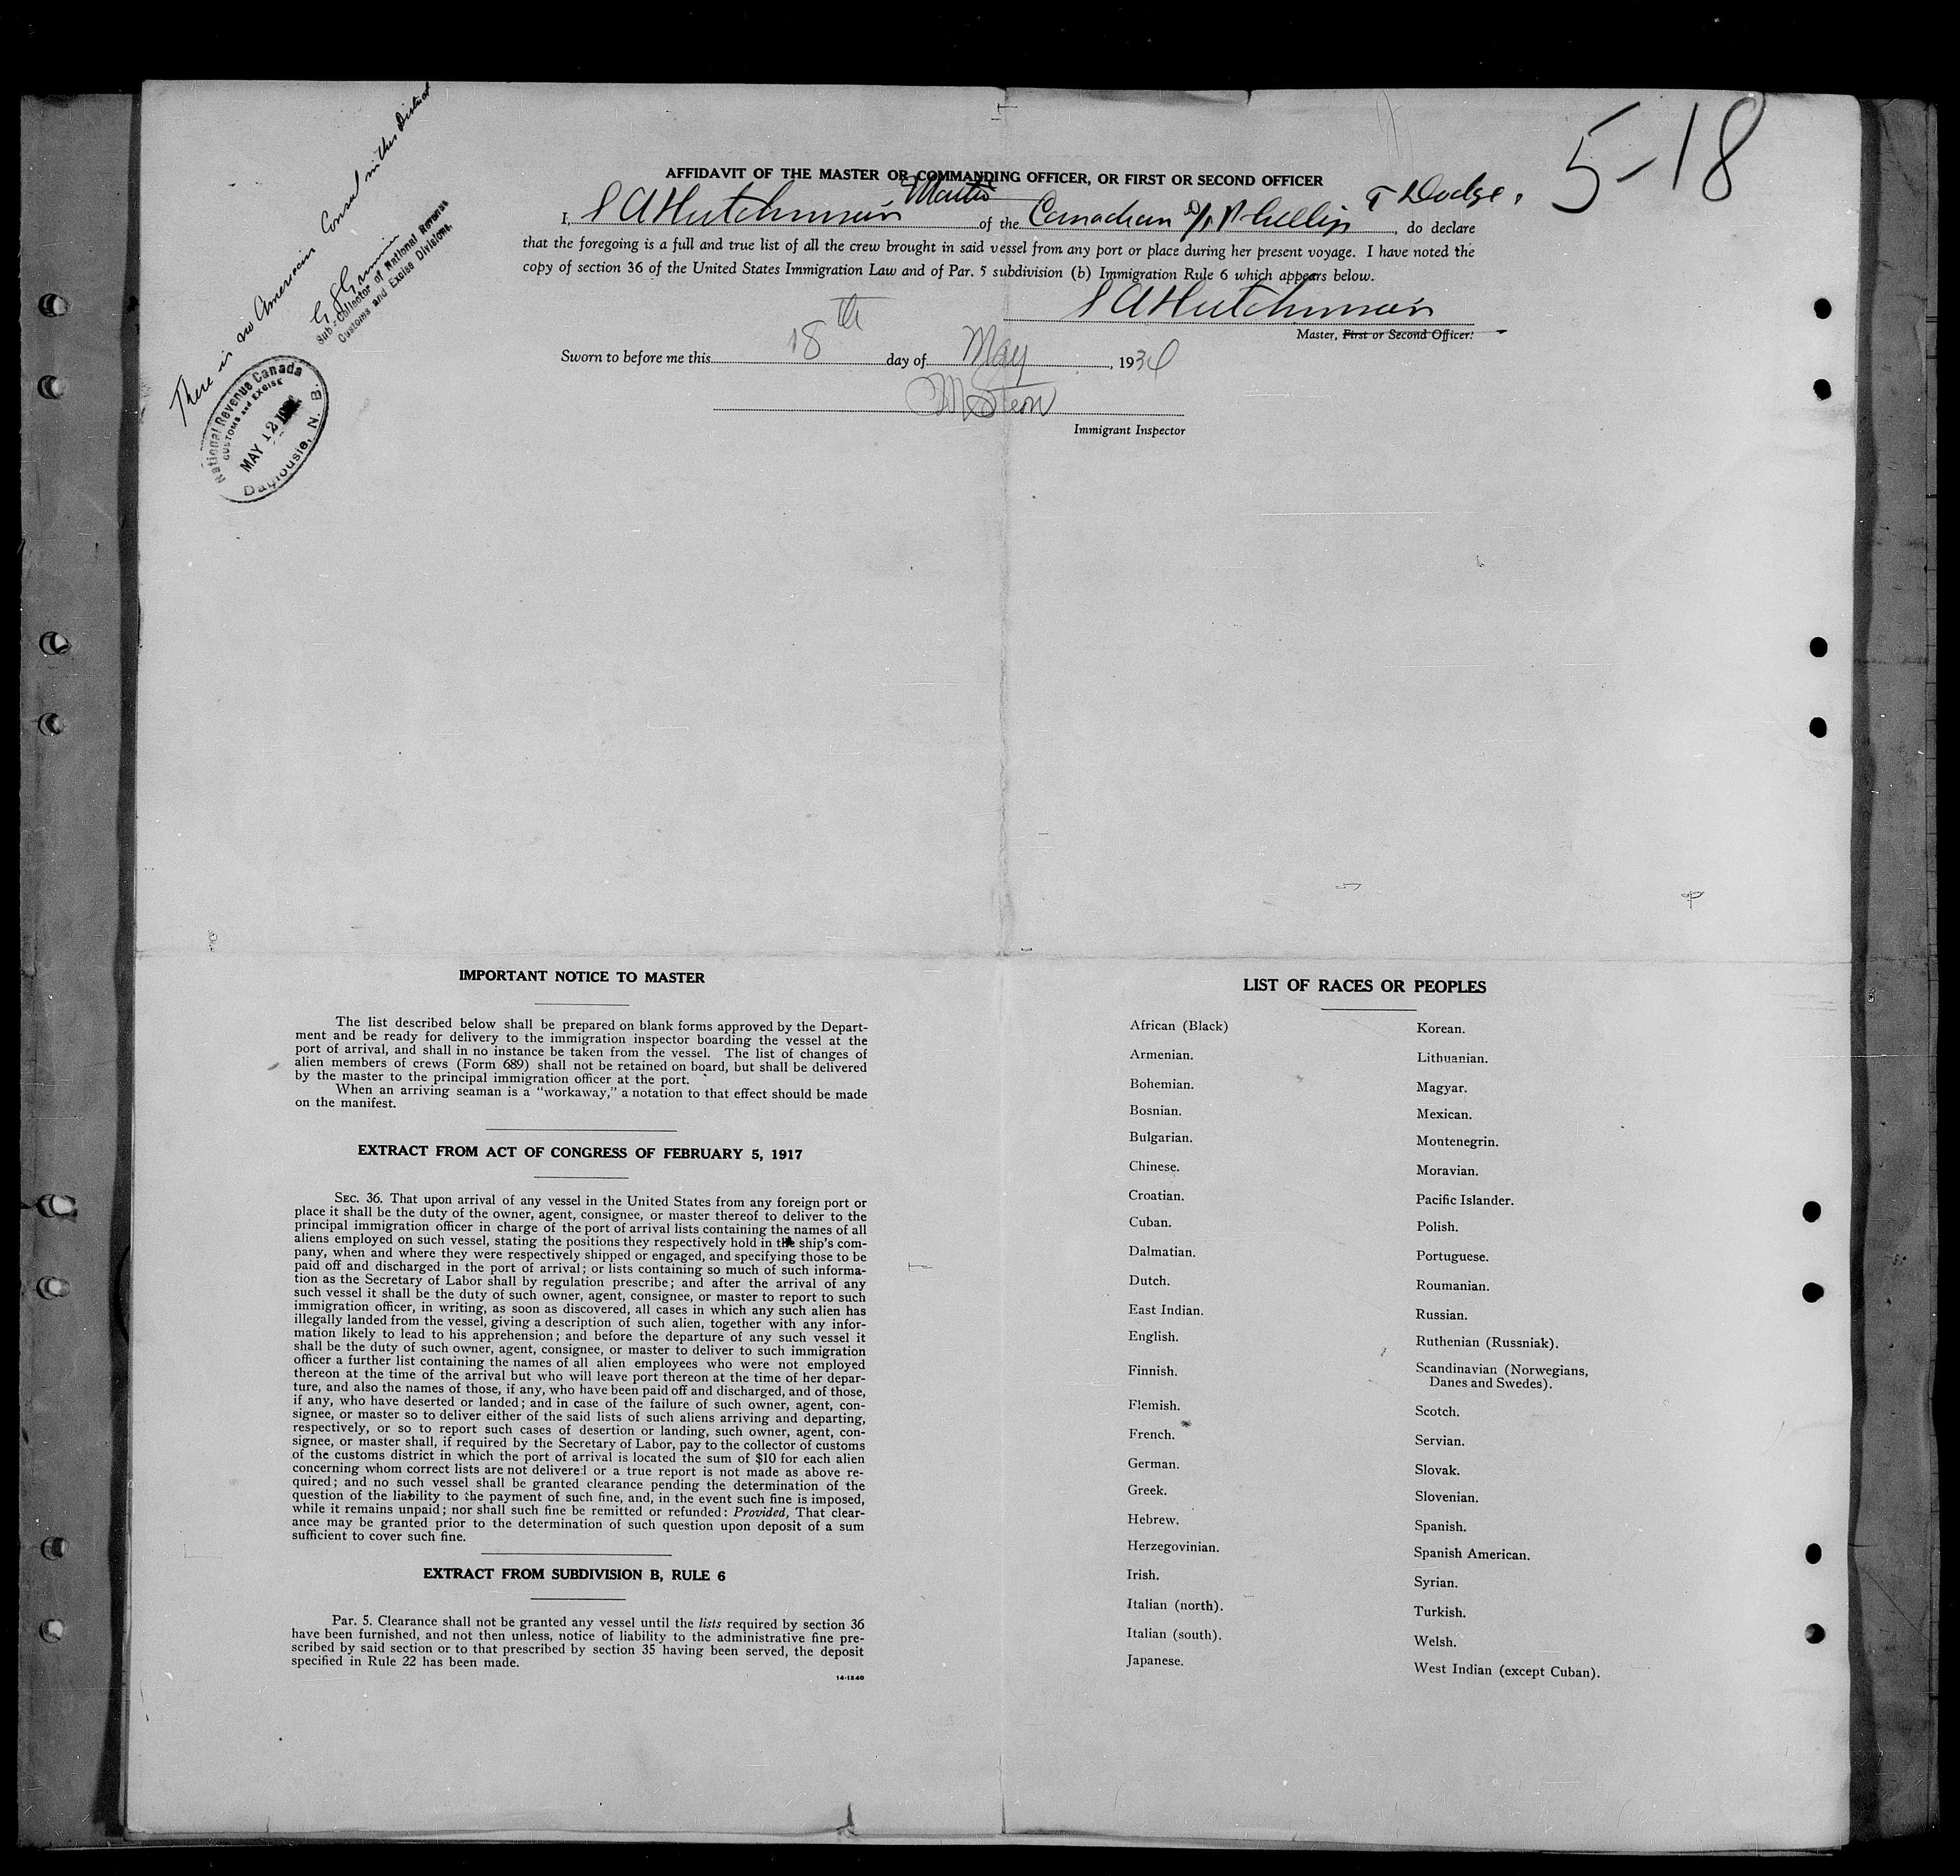 5-18
There is no American Consul in this District
Sub-Collector of National Revenue
Customs and Excise Divisions.
National Revenue Canada
CUSTOMS and EXCISE
MAY 12
Dalhousie, N. B.
AFFIDAVIT OF THE MASTER OR COMMANDING OFFICER, OR FIRST OR SECOND OFFICER
I, S A Hutchinson Master of the Canadian Dodge, do declare
that the foregoing is a full and true list of all the crew brought in said vessel from any port or place during her present voyage. I have noted the
copy of section 36 of the United States Immigration Law and of Par. 5 subdivision (b) Immigration Rule 6 which appears below.
S A Hutchinson
Master, First or Second Officer.
Sworn to before me this 18th day of May, 193
Immigrant Inspector
IMPORTANT NOTICE TO MASTER
The list described below shall be prepared on blank forms approved by the Depart-
ment and be ready for delivery to the immigration inspector boarding the vessel at the
port of arrival, and shall in no instance be taken from the vessel. The list of changes of
alien members of crews (Form 689) shall not be retained on board, but shall be delivered
by the master to the principal immigration officer at the port.
When an arriving seaman is a "workaway," a notation to that effect should be made
on the manifest.
EXTRACT FROM ACT OF CONGRESS OF FEBRUARY 5, 1917
SEC. 36. That upon arrival of any vessel in the United States from any foreign port or
place it shall be the duty of the owner, agent, consignee, or master thereof to deliver to the
principal immigration officer in charge of the port of arrival lists containing the names of all
aliens employed on such vessel, stating the positions they respectively hold in the ship's com-
pany, when and where they were respectively shipped or engaged, and specifying those to be
paid off and discharged in the port of arrival; or lists containing so much of such informa-
tion as the Secretary of Labor shall by regulation prescribe; and after the arrival of any
such vessel it shall be the duty of such owner, agent, consignee, or master to report to such
immigration officer, in writing, as soon as discovered, all cases in which any such alien has
illegally landed from the vessel, giving a description of such alien, together with any infor-
mation likely to lead to his apprehension; and before the departure of any such vessel it
shall be the duty of such owner, agent, consignee, or master to deliver to such immigration
officer a further list containing the names of all alien employees who were not employed
thereon at the time of the arrival but who will leave port thereon at the time of her depar-
ture, and also the names of those, if any, who have been paid off and discharged, and of those,
if any, who have deserted or landed; and in case of the failure of such owner, agent, con-
signee, or master so to deliver either of the said lists of such aliens arriving and departing,
respectively, or so to report such cases of desertion or landing, such owner, agent, con-
signee, or master shall, if required by the Secretary of Labor, pay to the collector of customs
of the customs district in which the port of arrival is located the sum of $10 for each alien
concerning whom correct lists are not delivered or a true report is not made as above re-
quired; and no such vessel shall be granted clearance pending the determination of the
question of the liability to the payment of such fine, and, in the event such fine is imposed,
while it remains unpaid; nor shall such fine be remitted or refunded: Provided, That clear-
ance may be granted prior to the determination of such question upon deposit of a sum
sufficient to cover such fine.
EXTRACT FROM SUBDIVISION B, RULE 6
Par. 5. Clearance shall not be granted any vessel until the lists required by section 36
have been furnished, and not then unless, notice of liability to the administrative fine pre-
scribed by said section or to that prescribed by section 35 having been served, the deposit
specified in Rule 22 has been made.
14-1240
LIST OF RACES OR PEOPLES
African (Black)
Armenian.
Bohemian.
Bosnian.
Bulgarian.
Chinese.
Croatian.
Cuban.
Dalmatian.
Dutch.
East Indian.
English.
Finnish.
Flemish.
French.
German.
Greek.
Hebrew.
Herzegovinian.
Irish.
Italian (north).
Italian (south).
Japanese.
Korean.
Lithuanian.
Magyar.
Mexican.
Montenegrin.
Moravian.
Pacific Islander.
Polish.
Portuguese.
Roumanian.
Russian.
Ruthenian (Russniak).
Scandinavian (Norwegians,
Danes and Swedes).
Scotch.
Servian.
Slovak.
Slovenian.
Spanish.
Spanish American.
Syrian.
Turkish.
Welsh.
West Indian (except Cuban).